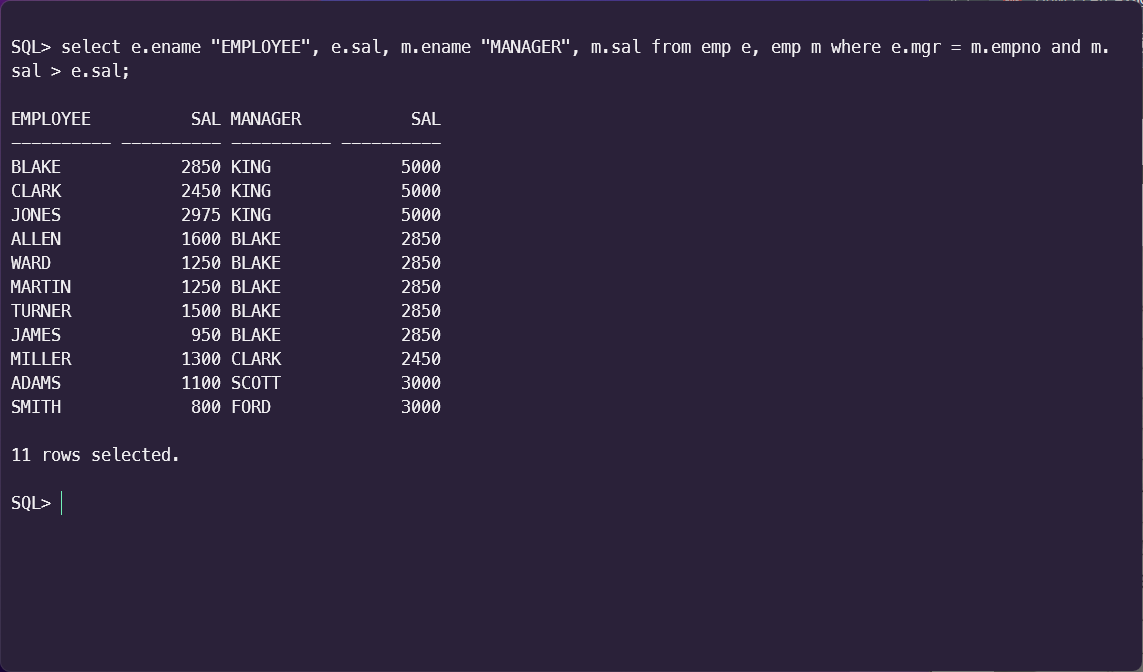 SQL> select e.ename "EMPLOYEE", e.sal, m.ename "MANAGER", m.sal from emp e, emp m where e.mgr = m.empno and m.
sal > e.sal;
EMPLOYEE          SAL MANAGER           SAL
---------- ---------- ---------- ----------
BLAKE            2850 KING             5000
CLARK            2450 KING             5000
JONES            2975 KING             5000
ALLEN            1600 BLAKE            2850
WARD             1250 BLAKE            2850
MARTIN           1250 BLAKE            2850
TURNER           1500 BLAKE            2850
JAMES             950 BLAKE            2850
MILLER           1300 CLARK            2450
ADAMS            1100 SCOTT            3000
SMITH             800 FORD             3000
11 rows selected.
SQL>